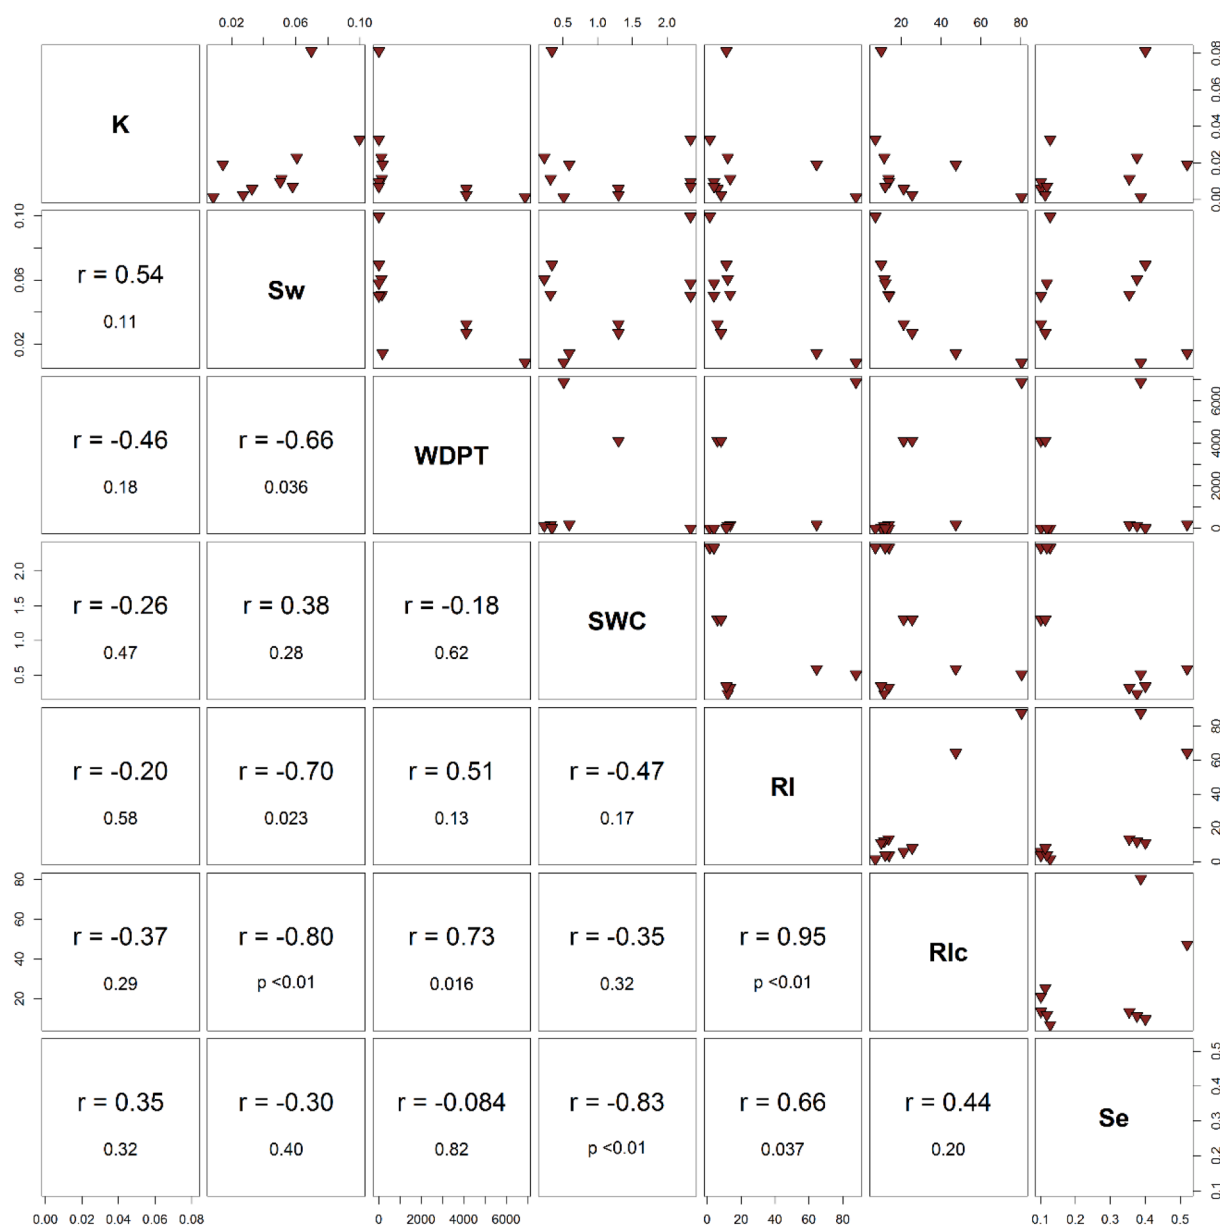 0.02 0.06 0.10 0.5 1.0 1.5 2.0 20 40 60 80
K
0.00 0.02 0.04 0.06 0.08
r = 0.54
0.11
Sw
0.02 0.06 0.10
r = -0.46
0.18
r = -0.66
0.036
WDPT
0 2000 4000 6000
r = -0.26
0.47
r = 0.38
0.28
r = -0.18
0.62
SWC
0.5 1.0 1.5 2.0
r = -0.20
0.58
r = -0.70
0.023
r = 0.51
0.13
r = -0.47
0.17
RI
0 20 40 60 80
r = -0.37
0.29
r = -0.80
p <0.01
r = 0.73
0.016
r = -0.35
0.32
r = 0.95
p <0.01
RIc
20 40 60 80
r = 0.35
0.32
r = -0.30
0.40
r = -0.084
0.82
r = -0.83
p <0.01
r = 0.66
0.037
r = 0.44
0.20
Se
0.1 0.2 0.3 0.4 0.5
0.00 0.02 0.04 0.06 0.08 0 2000 4000 6000 0 20 40 60 80 0.1 0.2 0.3 0.4 0.5